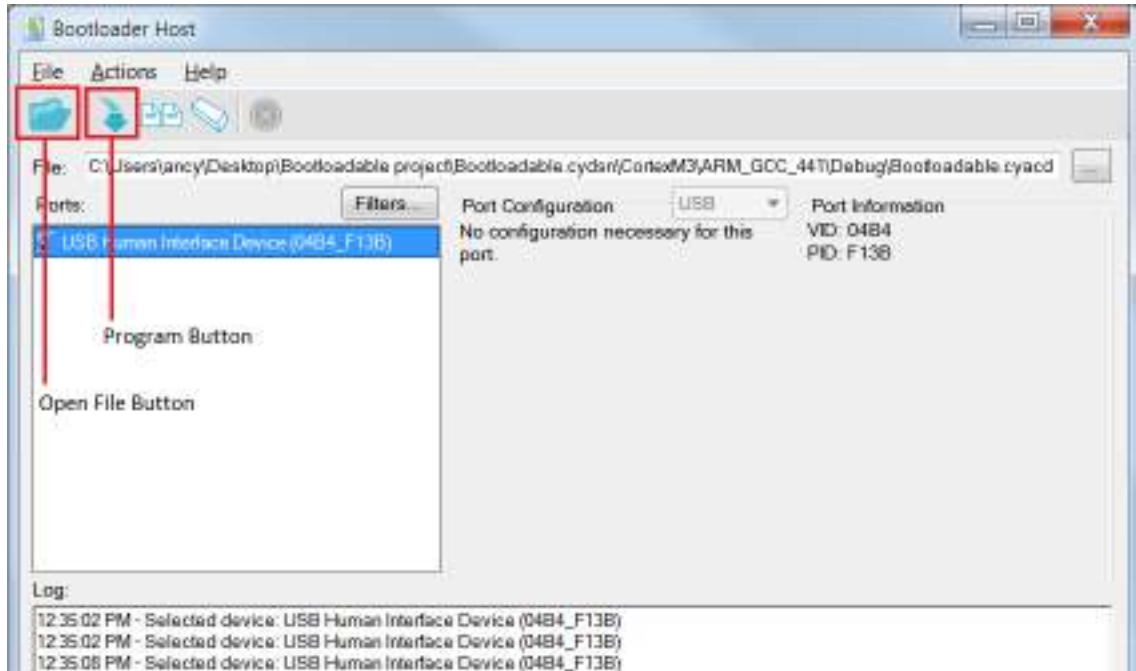 Bootloader Host
File Actions Help
File: C:\Users\ancy\Desktop\Bootloadable project\Bootloadable.cydsn\CortexM3\ARM_GCC_441\Debug\Bootloadable.cyacd ...
Ports: Filters... Port Configuration USB Port Information
USB Human Interface Device (04B4_F13B) No configuration necessary for this VID: 04B4
port. PID: F13B
Program Button
Open File Button
Log:
12:35:02 PM - Selected device: USB Human Interface Device (04B4_F13B)
12:35:02 PM - Selected device: USB Human Interface Device (04B4_F13B)
12:35:08 PM - Selected device: USB Human Interface Device (04B4_F13B)